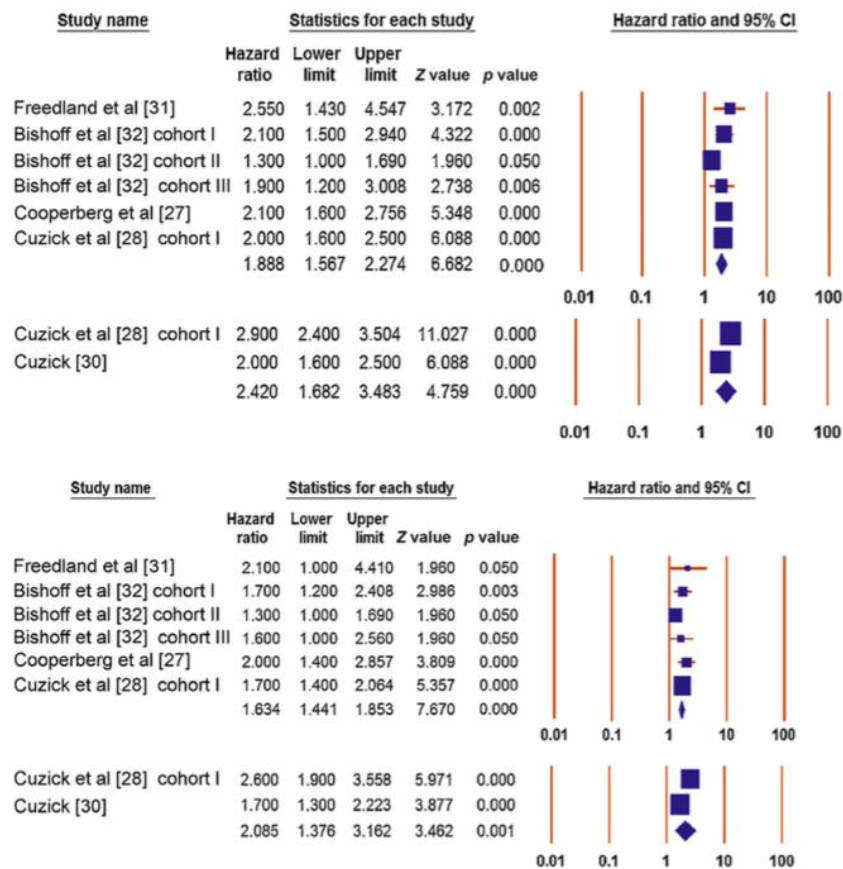 Study name Statistics for each study Hazard ratio and 95% CI
Hazard ratio Lower limit Upper limit Z value p value
Freedland et al [31] 2.550 1.430 4.547 3.172 0.002
Bishoff et al [32] cohort I 2.100 1.500 2.940 4.322 0.000
Bishoff et al [32] cohort II 1.300 1.000 1.690 1.960 0.050
Bishoff et al [32] cohort III 1.900 1.200 3.008 2.738 0.006
Cooperberg et al [27] 2.100 1.600 2.756 5.348 0.000
Cuzick et al [28] cohort I 2.000 1.600 2.500 6.088 0.000
1.888 1.567 2.274 6.682 0.000
0.01 0.1 1 10 100
Cuzick et al [28] cohort I 2.900 2.400 3.504 11.027 0.000
Cuzick [30] 2.000 1.600 2.500 6.088 0.000
2.420 1.682 3.483 4.759 0.000
0.01 0.1 1 10 100
Study name Statistics for each study Hazard ratio and 95% CI
Hazard ratio Lower limit Upper limit Z value p value
Freedland et al [31] 2.100 1.000 4.410 1.960 0.050
Bishoff et al [32] cohort I 1.700 1.200 2.408 2.986 0.003
Bishoff et al [32] cohort II 1.300 1.000 1.690 1.960 0.050
Bishoff et al [32] cohort III 1.600 1.000 2.560 1.960 0.050
Cooperberg et al [27] 2.000 1.400 2.857 3.809 0.000
Cuzick et al [28] cohort I 1.700 1.400 2.064 5.357 0.000
1.634 1.441 1.853 7.670 0.000
0.01 0.1 1 10 100
Cuzick et al [28] cohort I 2.600 1.900 3.558 5.971 0.000
Cuzick [30] 1.700 1.300 2.223 3.877 0.000
2.085 1.376 3.162 3.462 0.001
0.01 0.1 1 10 100